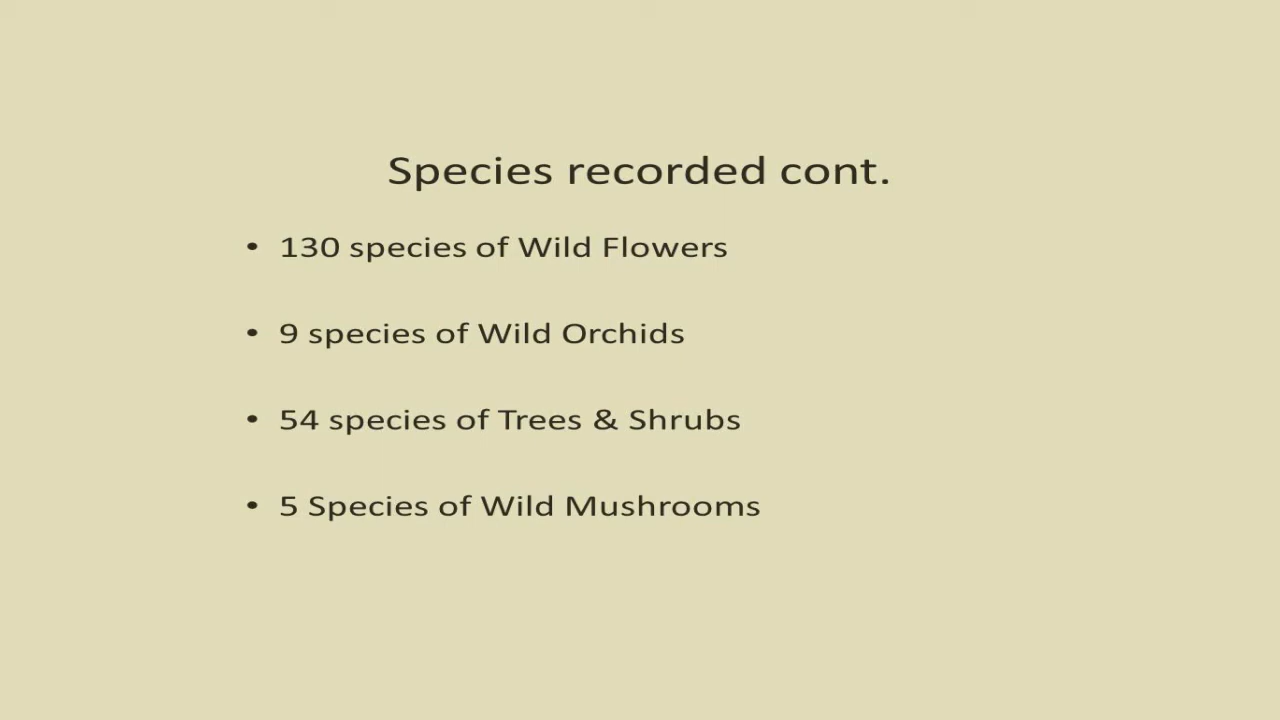 Species recorded cont.
• 130 species of Wild Flowers
• 9 species of Wild Orchids
• 54 species of Trees & Shrubs
• 5 Species of Wild Mushrooms